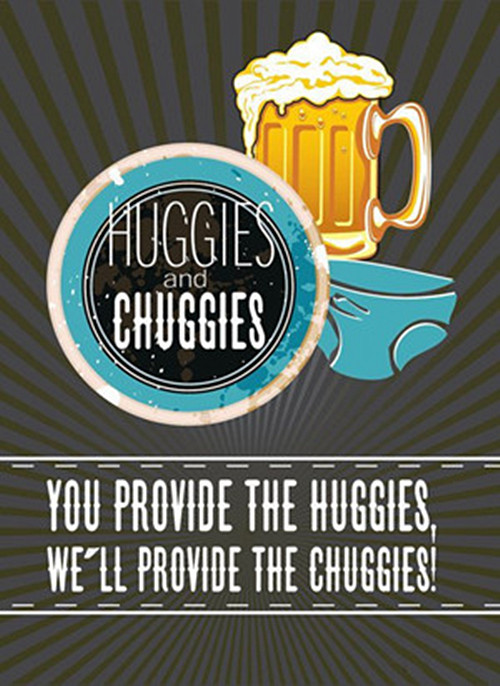 HUGGIES
and
CHUGGIES
YOU PROVIDE THE HUGGIES,
WE´LL PROVIDE THE CHUGGIES!